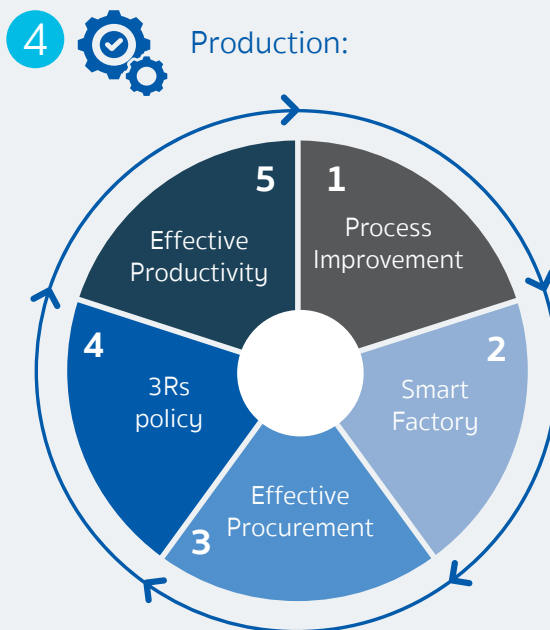 4
Production:
1
Process
Improvement
2
Smart
Factory
3
Effective
Procurement
4
3Rs
policy
5
Effective
Productivity